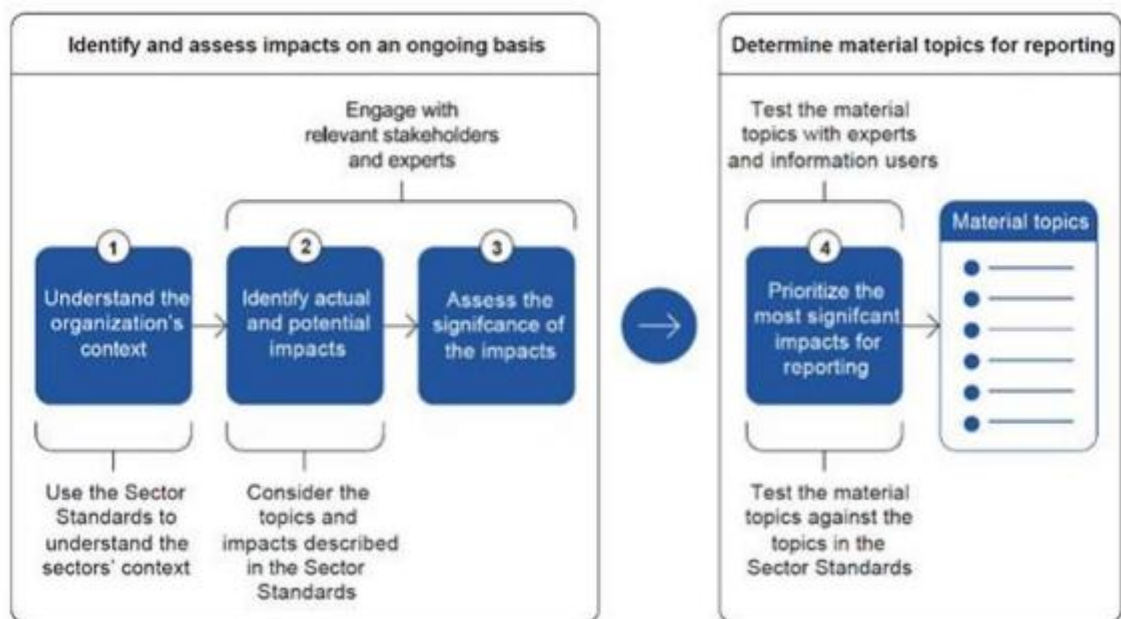 Identify and assess impacts on an ongoing basis
Engage with
relevant stakeholders
and experts
1
Understand the
organization's
context
2
Identify actual
and potential
impacts
3
Assess the
signifcance of
the impacts
Use the Sector
Standards to
understand the
sectors' context
Consider the
topics and
impacts described
in the Sector
Standards
Determine material topics for reporting
Test the material
topics with experts
and information users
4
Prioritize the
most signifcant
impacts for
reporting
Material topics
Test the material
topics against the
topics in the
Sector Standards